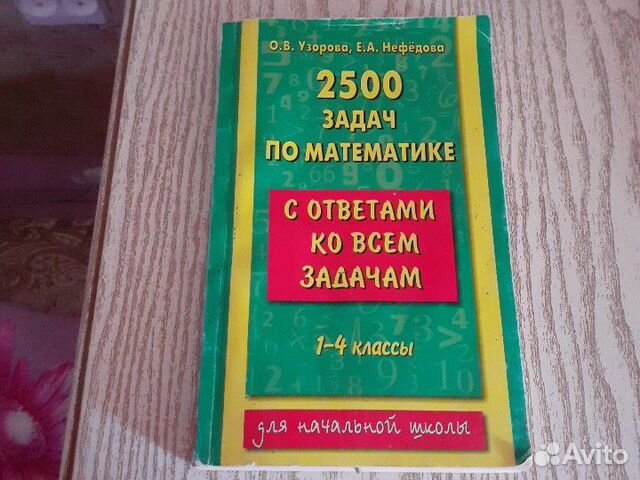 О.В. Узорова, Е.А. Нефёдова
2500
ЗАДАЧ
ПО МАТЕМАТИКЕ
С ОТВЕТАМИ
КО ВСЕМ
ЗАДАЧАМ
1–4 классы
для начальной школы
Avito